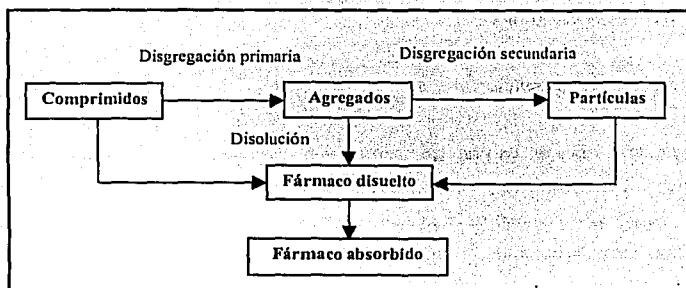 Disgregación primaria
Disgregación secundaria
Comprimidos
Agregados
Partículas
Disolución
Fármaco disuelto
Fármaco absorbido